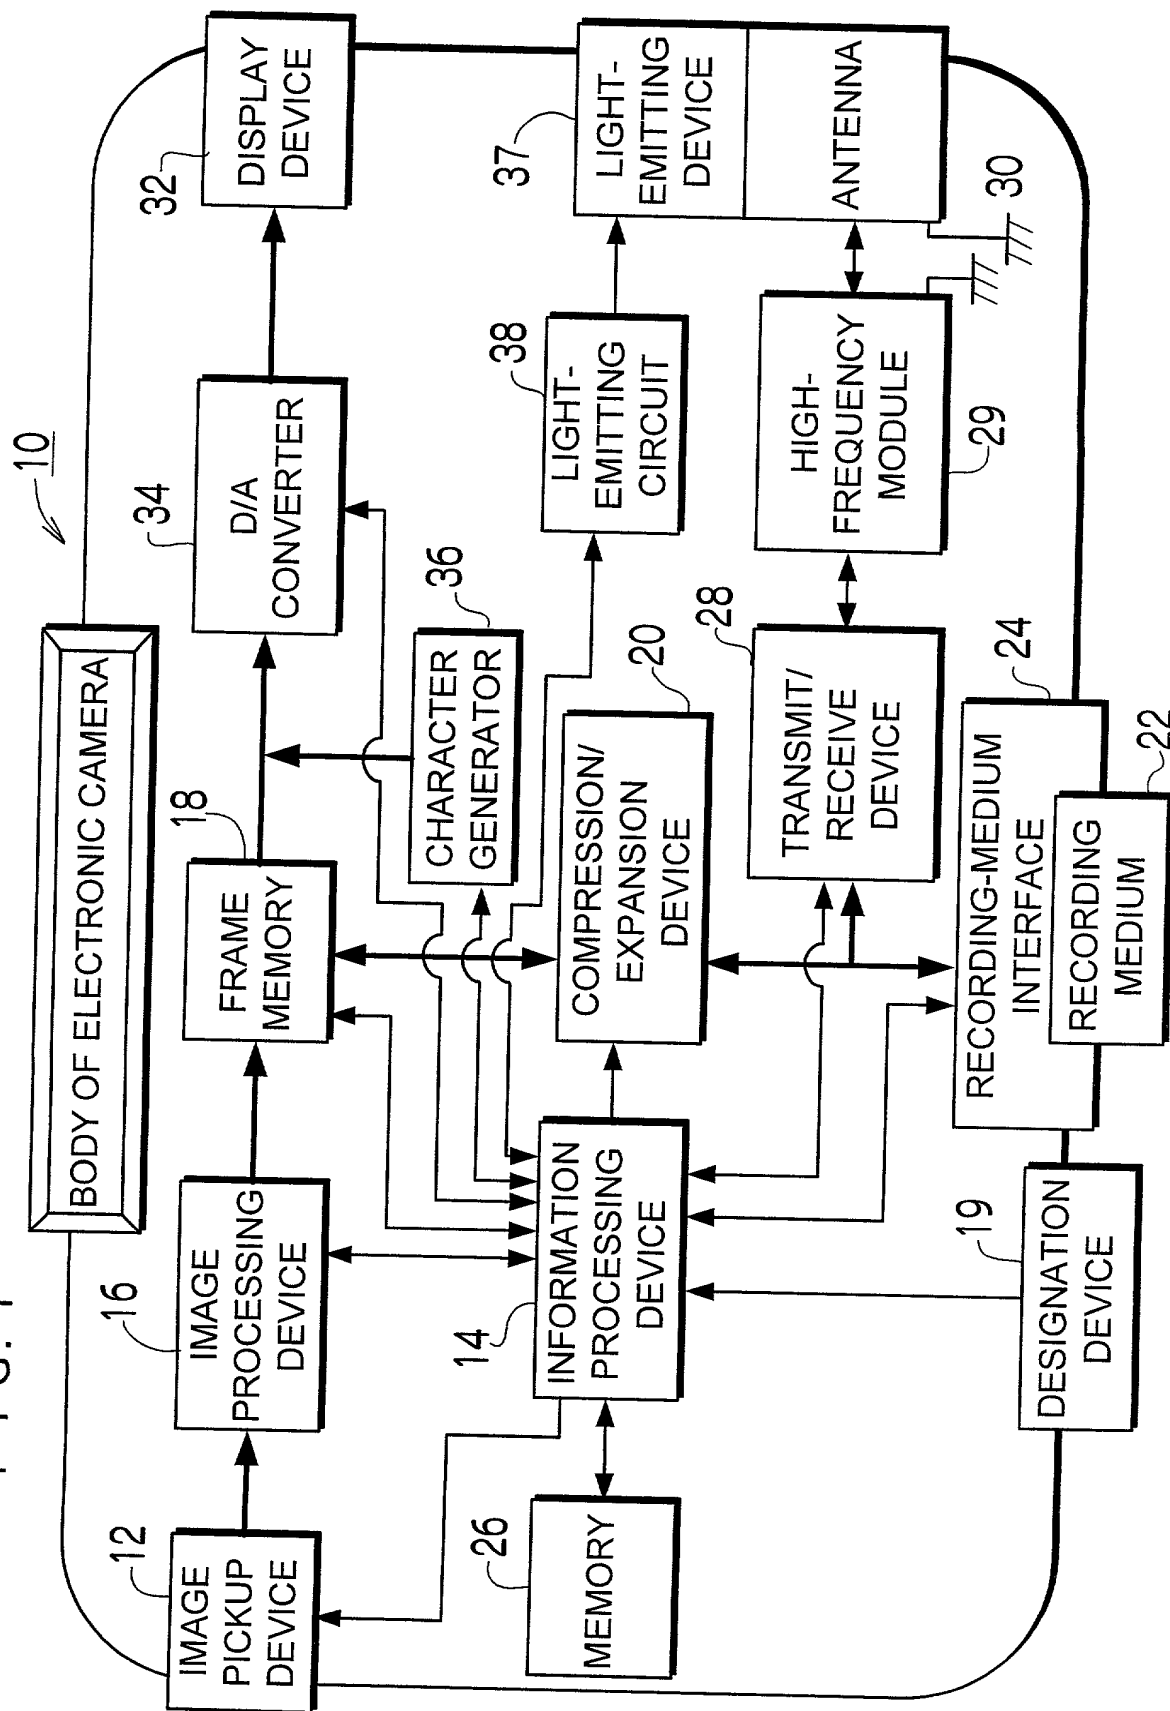 FIG. 1
10
BODY OF ELECTRONIC CAMERA
12
IMAGE
PICKUP
DEVICE
16
IMAGE
PROCESSING
DEVICE
18
FRAME
MEMORY
34
D/A
CONVERTER
32
DISPLAY
DEVICE
36
CHARACTER
GENERATOR
38
LIGHT-
EMITTING
CIRCUIT
37
LIGHT-
EMITTING
DEVICE
ANTENNA
30
26
MEMORY
14
INFORMATION
PROCESSING
DEVICE
20
COMPRESSION/
EXPANSION
DEVICE
28
TRANSMIT/
RECEIVE
DEVICE
HIGH-
FREQUENCY
MODULE
29
19
DESIGNATION
DEVICE
24
RECORDING-MEDIUM
INTERFACE
22
RECORDING
MEDIUM